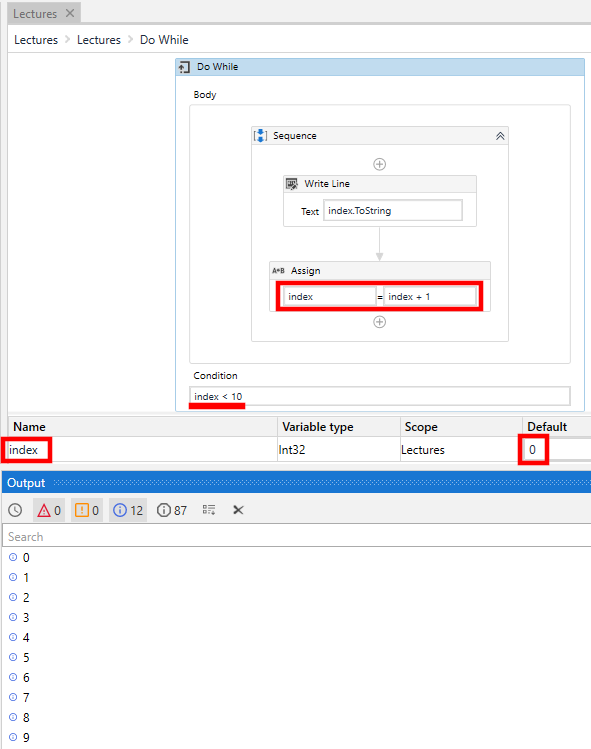 Lectures ✕
Lectures > Lectures > Do While
Do While
Body
Sequence
Write Line
Text index.ToString
A=B Assign
index = index + 1
Condition
index < 10
Name Variable type Scope Default
index Int32 Lectures 0
Output
0 0 12 87
Search
0
1
2
3
4
5
6
7
8
9